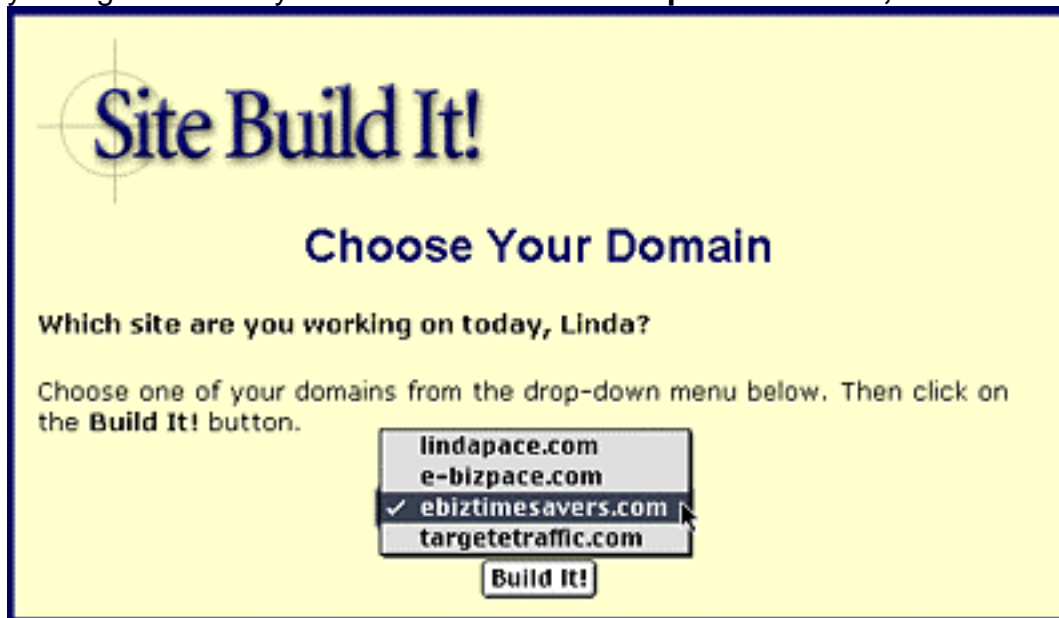 Site Build It!
Choose Your Domain
Which site are you working on today, Linda?
Choose one of your domains from the drop-down menu below. Then click on
the Build It! button.
lindapace.com
e-bizpace.com
✓ ebiztimesavers.com
targetetraffic.com
Build It!